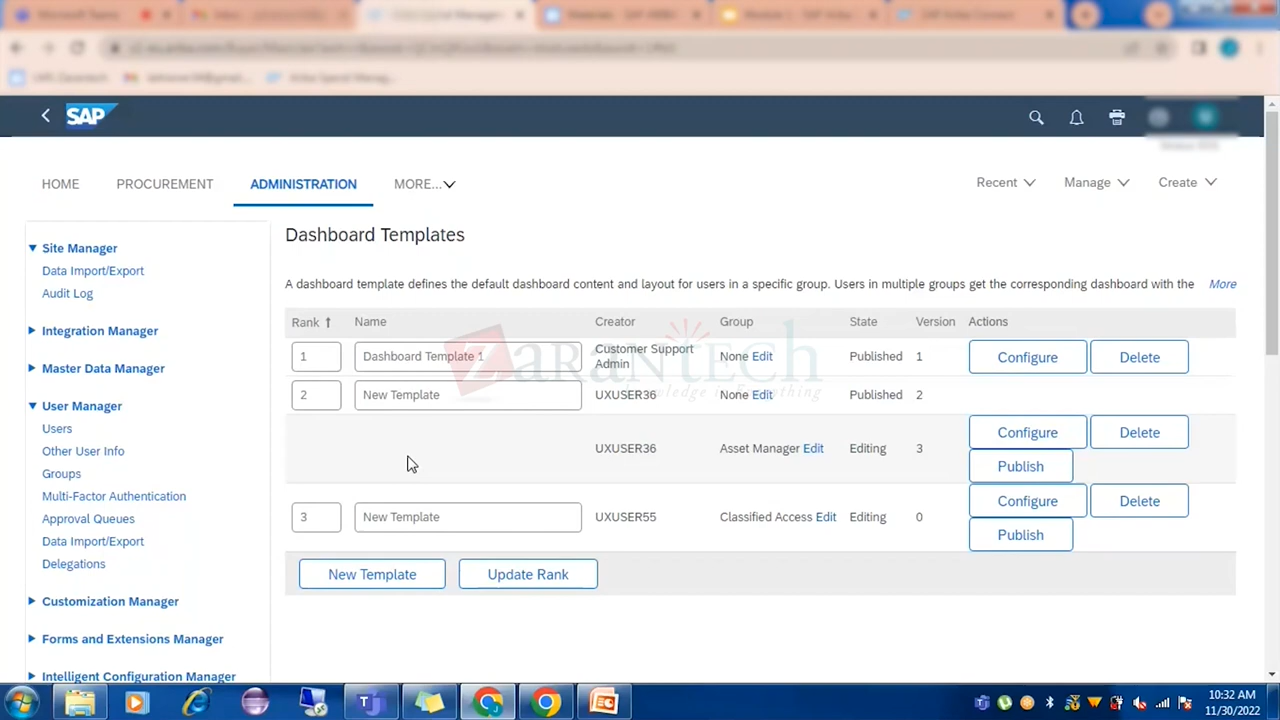 SAP
HOME PROCUREMENT ADMINISTRATION MORE... Recent Manage Create
Site Manager
Data Import/Export
Audit Log
Integration Manager
Master Data Manager
User Manager
Users
Other User Info
Groups
Multi-Factor Authentication
Approval Queues
Data Import/Export
Delegations
Customization Manager
Forms and Extensions Manager
Intelligent Configuration Manager
Dashboard Templates
A dashboard template defines the default dashboard content and layout for users in a specific group. Users in multiple groups get the corresponding dashboard with the More
Rank ↑ Name Creator Group State Version Actions
1 Dashboard Template 1 Customer Support Admin None Edit Published 1 Configure Delete
2 New Template UXUSER36 None Edit Published 2
UXUSER36 Asset Manager Edit Editing 3 Configure Delete
Publish
3 New Template UXUSER55 Classified Access Edit Editing 0 Configure Delete
Publish
New Template Update Rank
ZaranTech
10:32 AM
11/30/2022